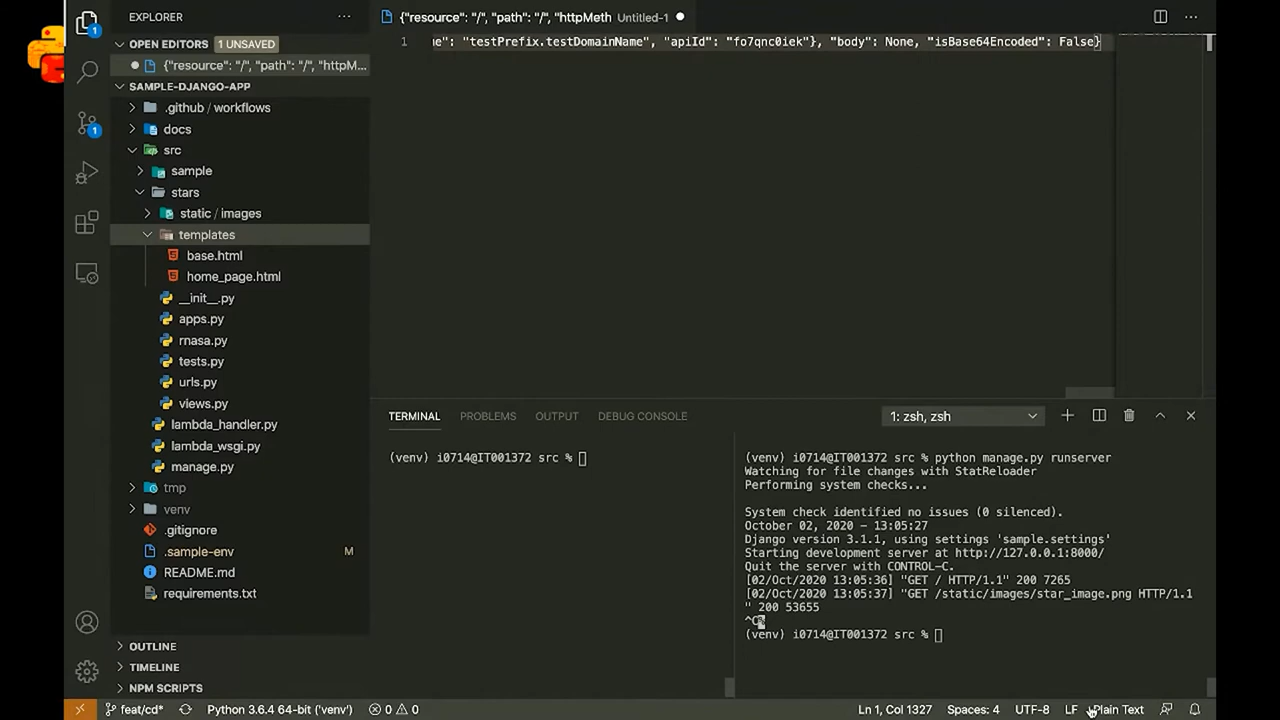 EXPLORER
OPEN EDITORS 1 UNSAVED
{"resource": "/", "path": "/", "httpM...
SAMPLE-DJANGO-APP
.github / workflows
docs
src
sample
stars
static / images
templates
base.html
home_page.html
__init__.py
apps.py
rnasa.py
tests.py
urls.py
views.py
lambda_handler.py
lambda_wsgi.py
manage.py
tmp
venv
.gitignore
.sample-env M
README.md
requirements.txt
OUTLINE
TIMELINE
NPM SCRIPTS
1
1
{"resource": "/", "path": "/", "httpMeth Untitled-1
1 ie": "testPrefix.testDomainName", "apiId": "fo7qnc0iek"}, "body": None, "isBase64Encoded": False}
TERMINAL PROBLEMS OUTPUT DEBUG CONSOLE 1: zsh, zsh
(venv) i0714@IT001372 src %
(venv) i0714@IT001372 src % python manage.py runserver
Watching for file changes with StatReloader
Performing system checks...
System check identified no issues (0 silenced).
October 02, 2020 - 13:05:27
Django version 3.1.1, using settings 'sample.settings'
Starting development server at http://127.0.0.1:8000/
Quit the server with CONTROL-C.
[02/Oct/2020 13:05:36] "GET / HTTP/1.1" 200 7265
[02/Oct/2020 13:05:37] "GET /static/images/star_image.png HTTP/1.1
" 200 53655
^C%
(venv) i0714@IT001372 src %
feat/cd* Python 3.6.4 64-bit ('venv') 0 0 Ln 1, Col 1327 Spaces: 4 UTF-8 LF Plain Text